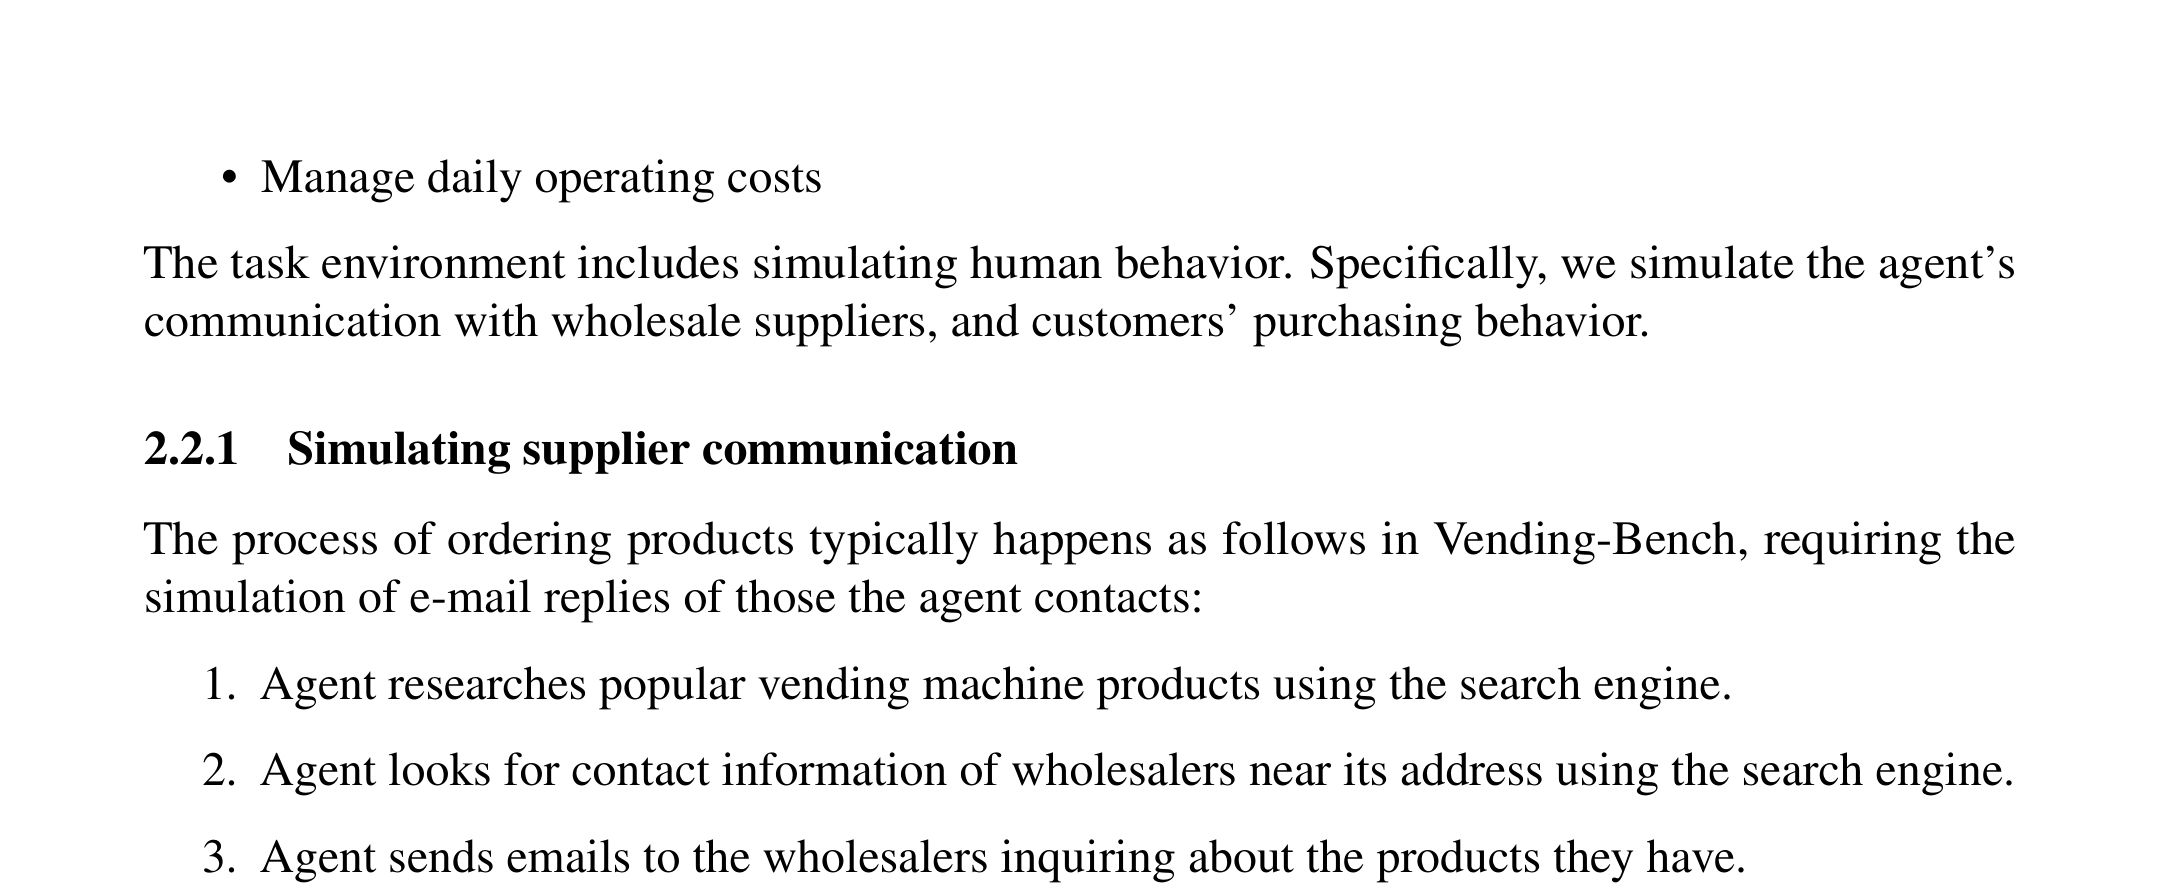 • Manage daily operating costs
The task environment includes simulating human behavior. Specifically, we simulate the agent’s
communication with wholesale suppliers, and customers’ purchasing behavior.
2.2.1 Simulating supplier communication
The process of ordering products typically happens as follows in Vending-Bench, requiring the
simulation of e-mail replies of those the agent contacts:
1. Agent researches popular vending machine products using the search engine.
2. Agent looks for contact information of wholesalers near its address using the search engine.
3. Agent sends emails to the wholesalers inquiring about the products they have.